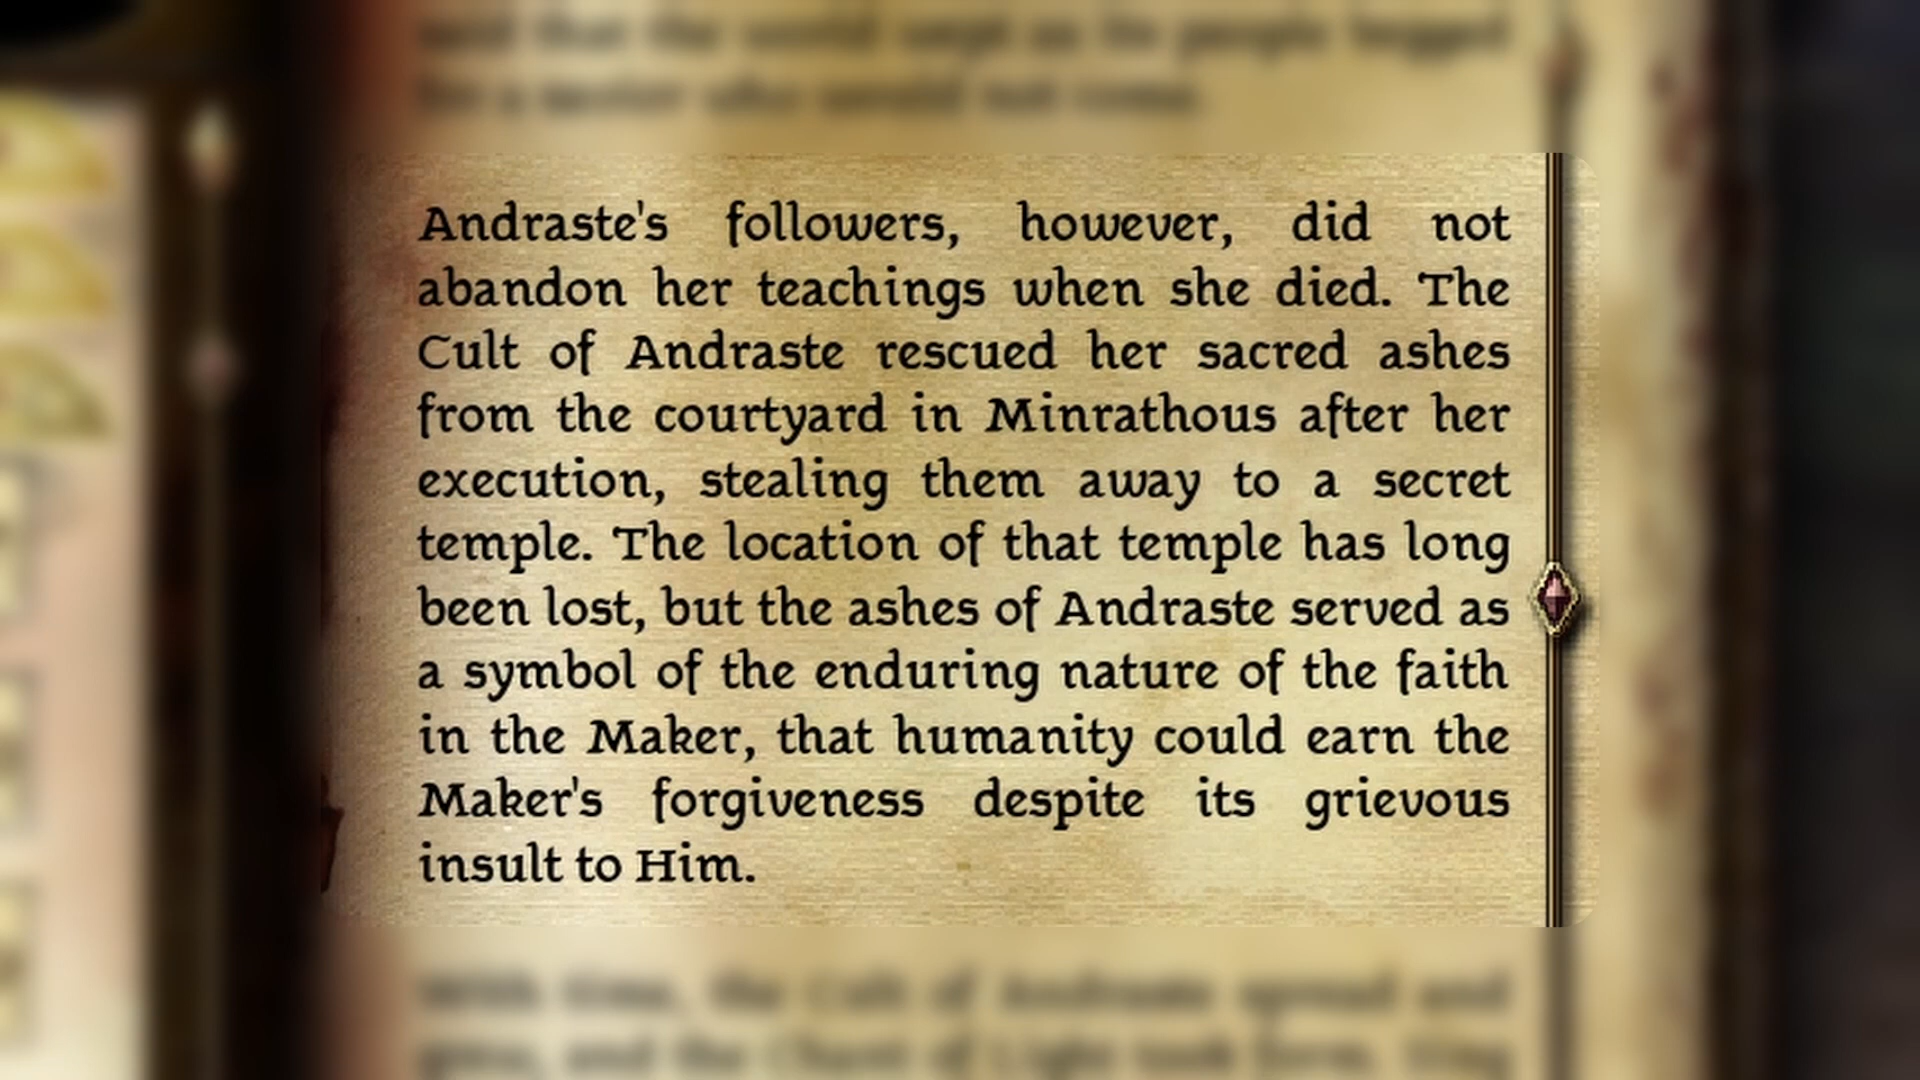 Andraste's followers, however, did not
abandon her teachings when she died. The
Cult of Andraste rescued her sacred ashes
from the courtyard in Minrathous after her
execution, stealing them away to a secret
temple. The location of that temple has long
been lost, but the ashes of Andraste served as
a symbol of the enduring nature of the faith
in the Maker, that humanity could earn the
Maker's forgiveness despite its grievous
insult to Him.